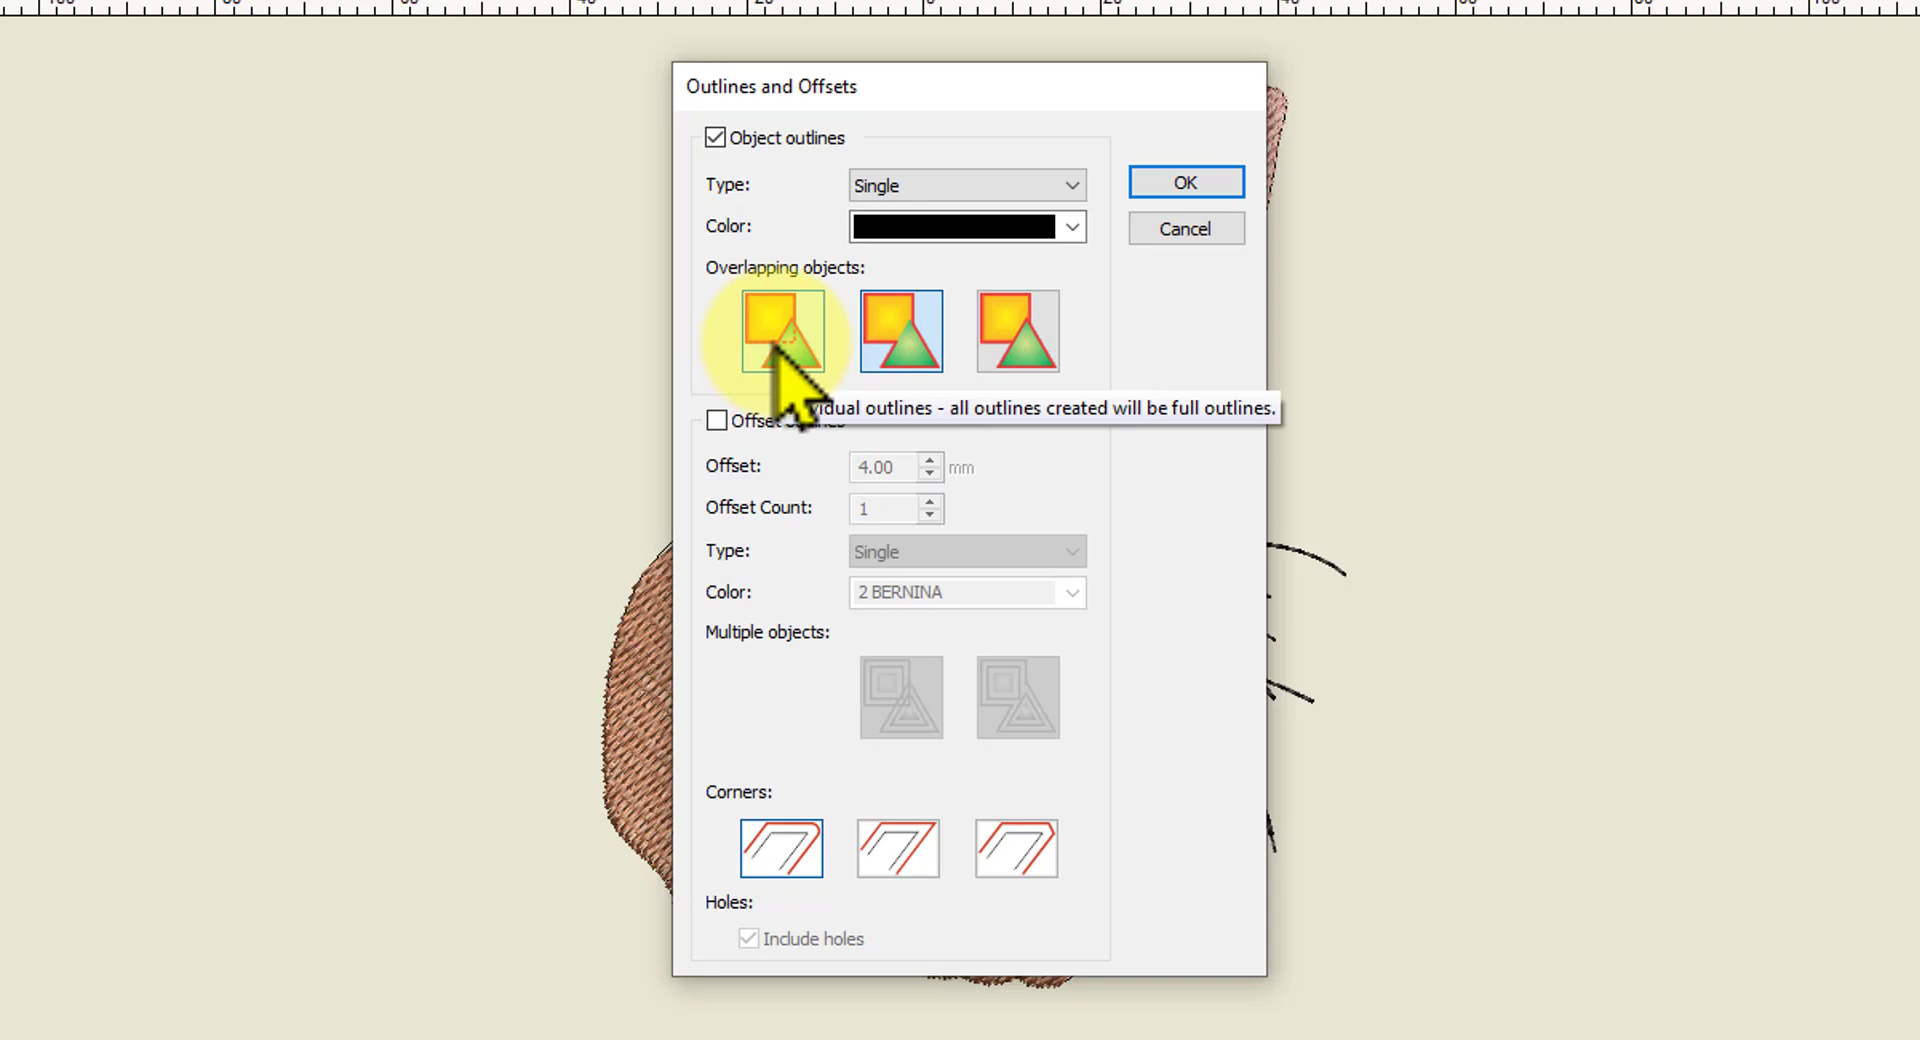 Outlines and Offsets
Object outlines
Type: Single
OK
Color:
Cancel
Overlapping objects:
outlines - all outlines created will be full outlines.
Offset
Offset: 4.00 mm
Offset Count: 1
Type: Single
Color: 2 BERNINA
Multiple objects:
Corners:
Holes:
Include holes